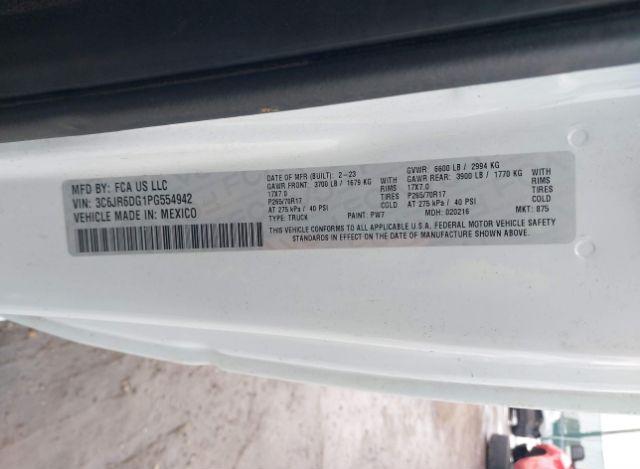 MFD BY: FCA US LLC
VIN: 3C6JR6DG1PG554942
VEHICLE MADE IN: MEXICO
DATE OF MFR (BUILT): 2-23 GVWR: 6600 LB / 2994 KG
GAWR FRONT: 3700 LB / 1679 KG GAWR REAR: 3900 LB / 1770 KG
17X7.0 RIMS 17X7.0 RIMS
P265/70R17 TIRES P265/70R17 TIRES
AT 275 kPa / 40 PSI AT 275 kPa / 40 PSI
TYPE: TRUCK PAINT: PW7 MDH: 020216 MKT: 875
THIS VEHICLE CONFORMS TO ALL APPLICABLE U.S.A. FEDERAL MOTOR VEHICLE SAFETY
STANDARDS IN EFFECT ON THE DATE OF MANUFACTURE SHOWN ABOVE